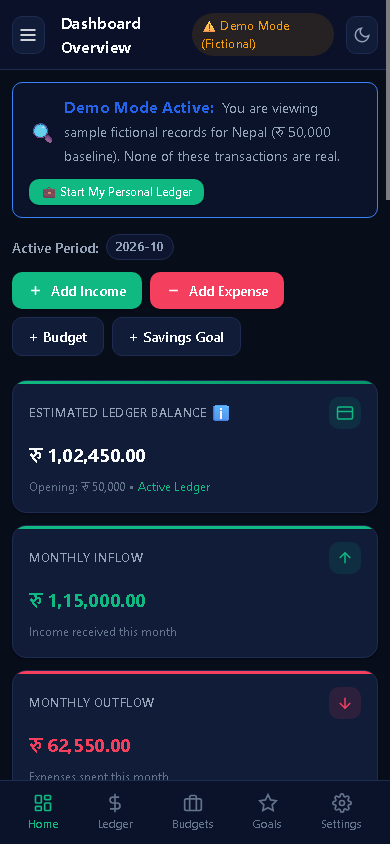 Dashboard
Overview
⚠️ Demo Mode
(Fictional)
Demo Mode Active: You are viewing
sample fictional records for Nepal (रु 50,000
baseline). None of these transactions are real.
💼 Start My Personal Ledger
Active Period: 2026-10
+ Add Income
− Add Expense
+ Budget
+ Savings Goal
ESTIMATED LEDGER BALANCE ℹ️
रु 1,02,450.00
Opening: रु 50,000 • Active Ledger
MONTHLY INFLOW
रु 1,15,000.00
Income received this month
MONTHLY OUTFLOW
रु 62,550.00
Expenses spent this month
Home
Ledger
Budgets
Goals
Settings